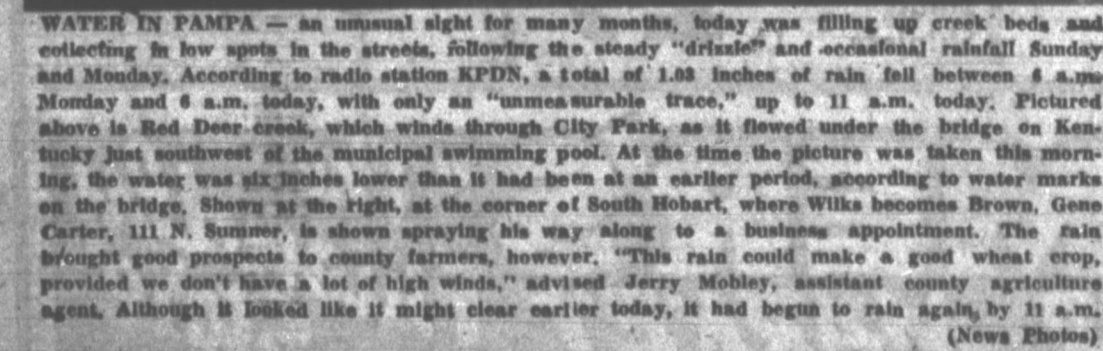 WATER IN PAMPA — an unusual sight for many months, today was filling up creek beds and
collecting in low spots in the streets, following the steady "drizzle" and occasional rainfall Sunday
and Monday. According to radio station KPDN, a total of 1.03 inches of rain fell between 6 a.m.
Monday and 6 a.m. today, with only an "unmeasurable trace," up to 11 a.m. today. Pictured
above is Red Deer creek, which winds through City Park, as it flowed under the bridge on Ken-
tucky just southwest of the municipal swimming pool. At the time the picture was taken this morn-
ing, the water was six inches lower than it had been at an earlier period, according to water marks
on the bridge. Shown at the right, at the corner of South Hobart, where Wilks becomes Brown, Gene
Carter, 111 N. Sumner, is shown spraying his way along to a business appointment. The rain
brought good prospects to county farmers, however. "This rain could make a good wheat crop,
provided we don't have a lot of high winds," advised Jerry Mobley, assistant county agriculture
agent. Although it looked like it might clear earlier today, it had begun to rain again, by 11 a.m.
(News Photos)